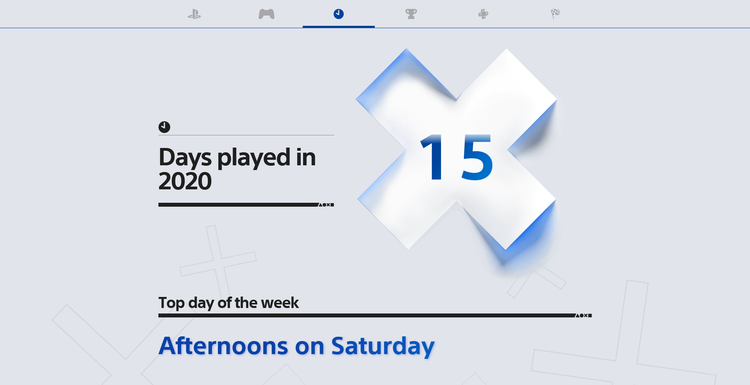 Days played in
2020
15
Top day of the week
Afternoons on Saturday